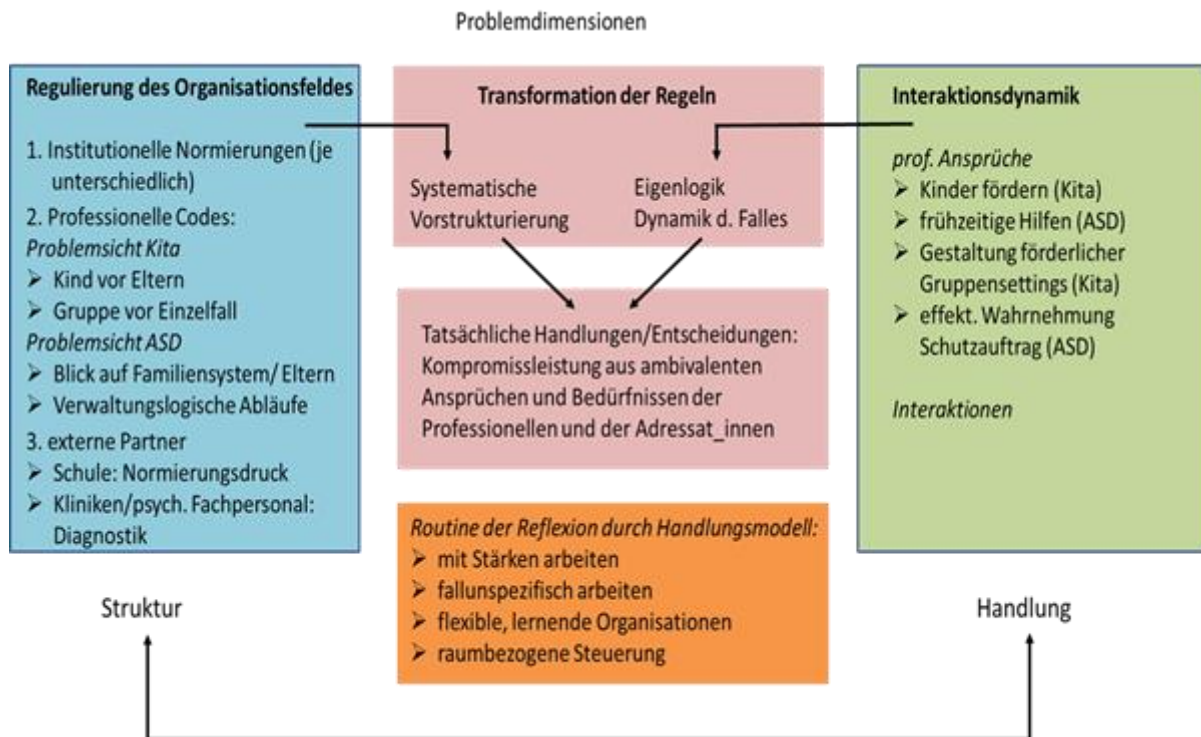 Problemdimensionen
Regulierung des Organisationsfeldes
1. Institutionelle Normierungen (je
unterschiedlich)
2. Professionelle Codes:
Problemsicht Kita
➢ Kind vor Eltern
➢ Gruppe vor Einzelfall
Problemsicht ASD
➢ Blick auf Familiensystem/ Eltern
➢ Verwaltungslogische Abläufe
3. externe Partner
➢ Schule: Normierungsdruck
➢ Kliniken/psych. Fachpersonal:
Diagnostik
Transformation der Regeln
Systematische
Vorstrukturierung
Eigenlogik
Dynamik d. Falles
Tatsächliche Handlungen/Entscheidungen:
Kompromissleistung aus ambivalenten
Ansprüchen und Bedürfnissen der
Professionellen und der Adressat_innen
Routine der Reflexion durch Handlungsmodell:
➢ mit Stärken arbeiten
➢ fallunspezifisch arbeiten
➢ flexible, lernende Organisationen
➢ raumbezogene Steuerung
Interaktionsdynamik
prof. Ansprüche
➢ Kinder fördern (Kita)
➢ frühzeitige Hilfen (ASD)
➢ Gestaltung förderlicher
Gruppensettings (Kita)
➢ effekt. Wahrnehmung
Schutzauftrag (ASD)
Interaktionen
Struktur
Handlung